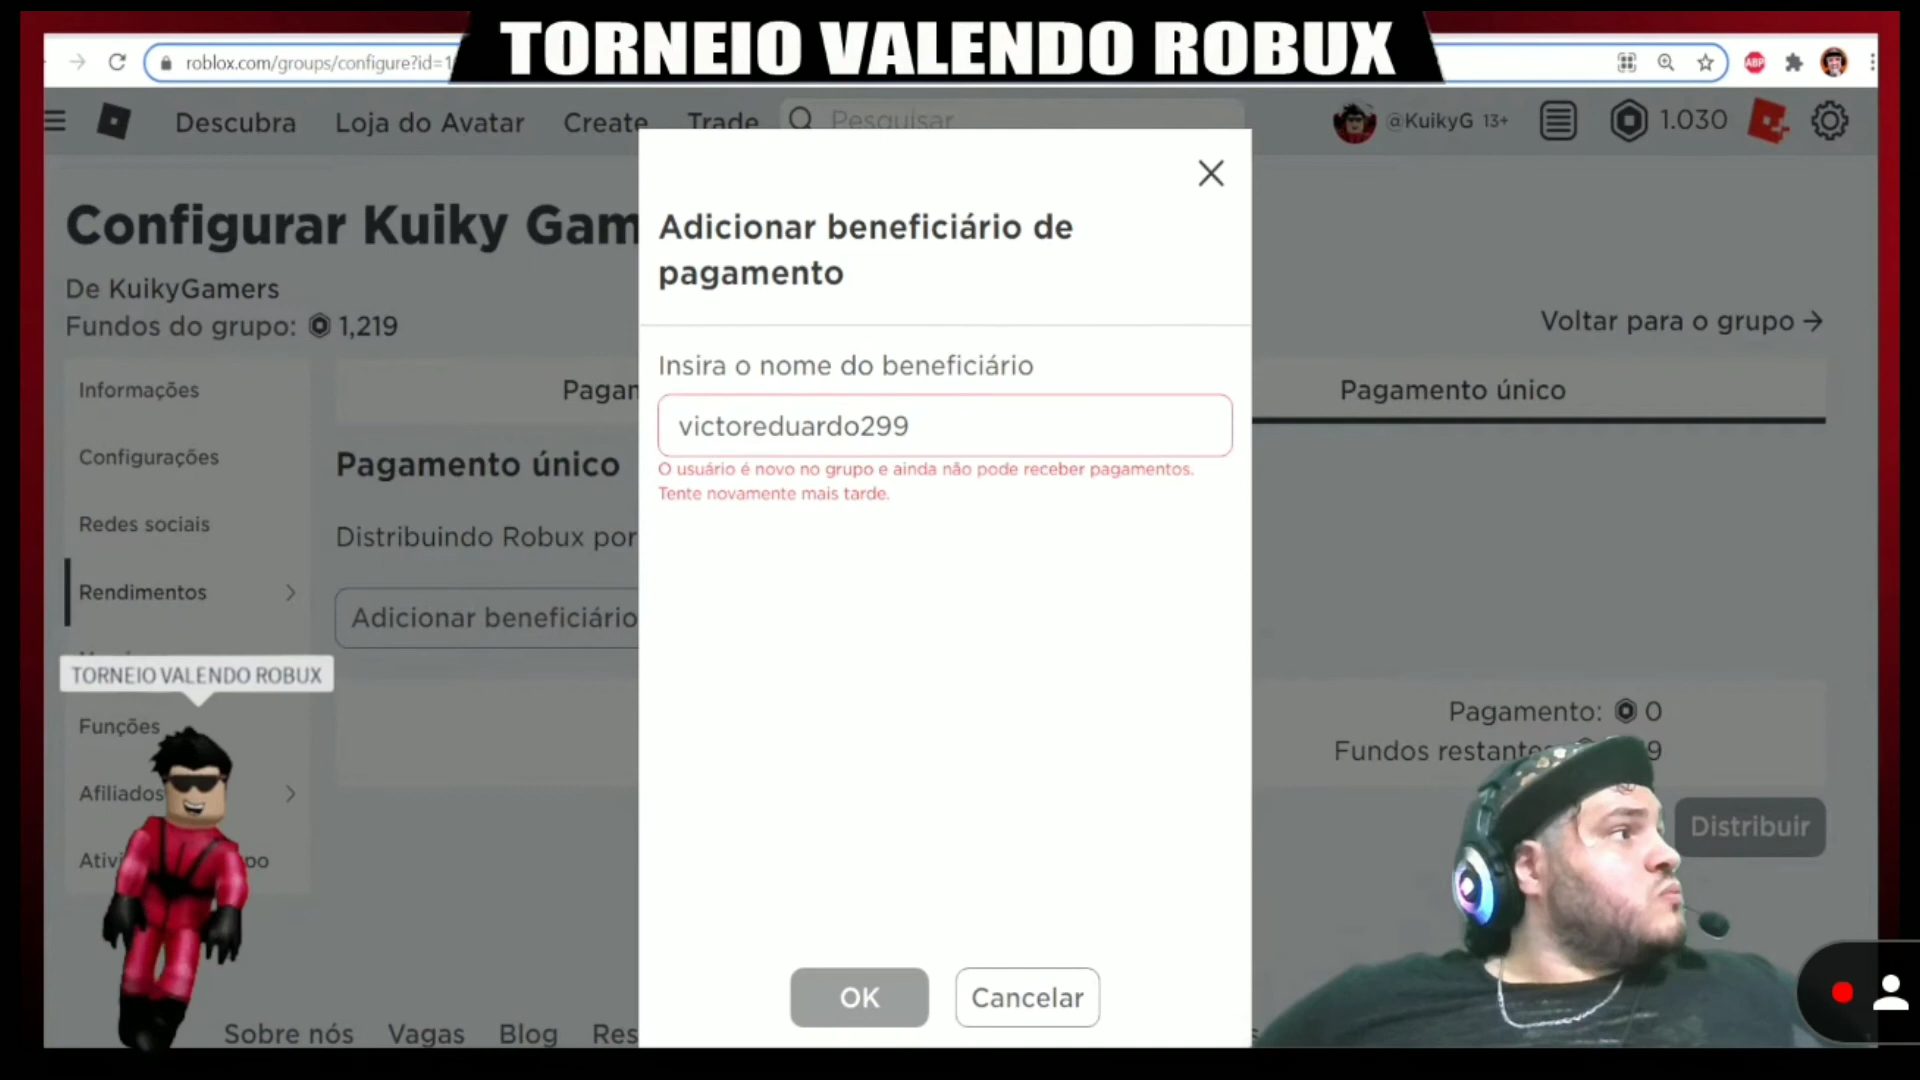 TORNEIO VALENDO ROBUX
roblox.com/groups/configure?id=1
ABP
Descubra
Loja do Avatar
Create
Trade
Pesquisar
@KuikyG 13+
1.030
Configurar Kuiky Gam
De KuikyGamers
Fundos do grupo: 1,219
Voltar para o grupo →
Informações
Configurações
Redes sociais
Rendimentos
Funções
Afiliados
Pagamento único
Pagamento único
Distribuindo Robux por
Adicionar beneficiário
TORNEIO VALENDO ROBUX
Adicionar beneficiário de
pagamento
Insira o nome do beneficiário
victoreduardo299
O usuário é novo no grupo e ainda não pode receber pagamentos.
Tente novamente mais tarde.
OK
Cancelar
Pagamento: 0
Fundos restante
9
Distribuir
Sobre nós
Vagas
Blog
Res